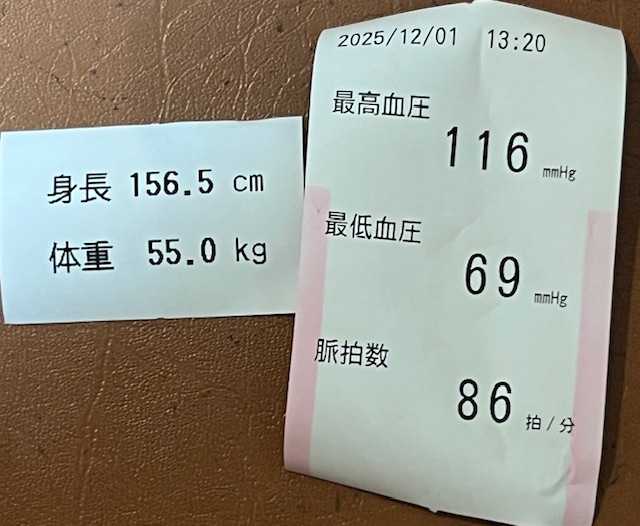 身長 156.5 cm
体重 55.0 kg
2025/12/01 13:20
最高血圧
116 mmHg
最低血圧
69 mmHg
脈拍数
86 拍/分